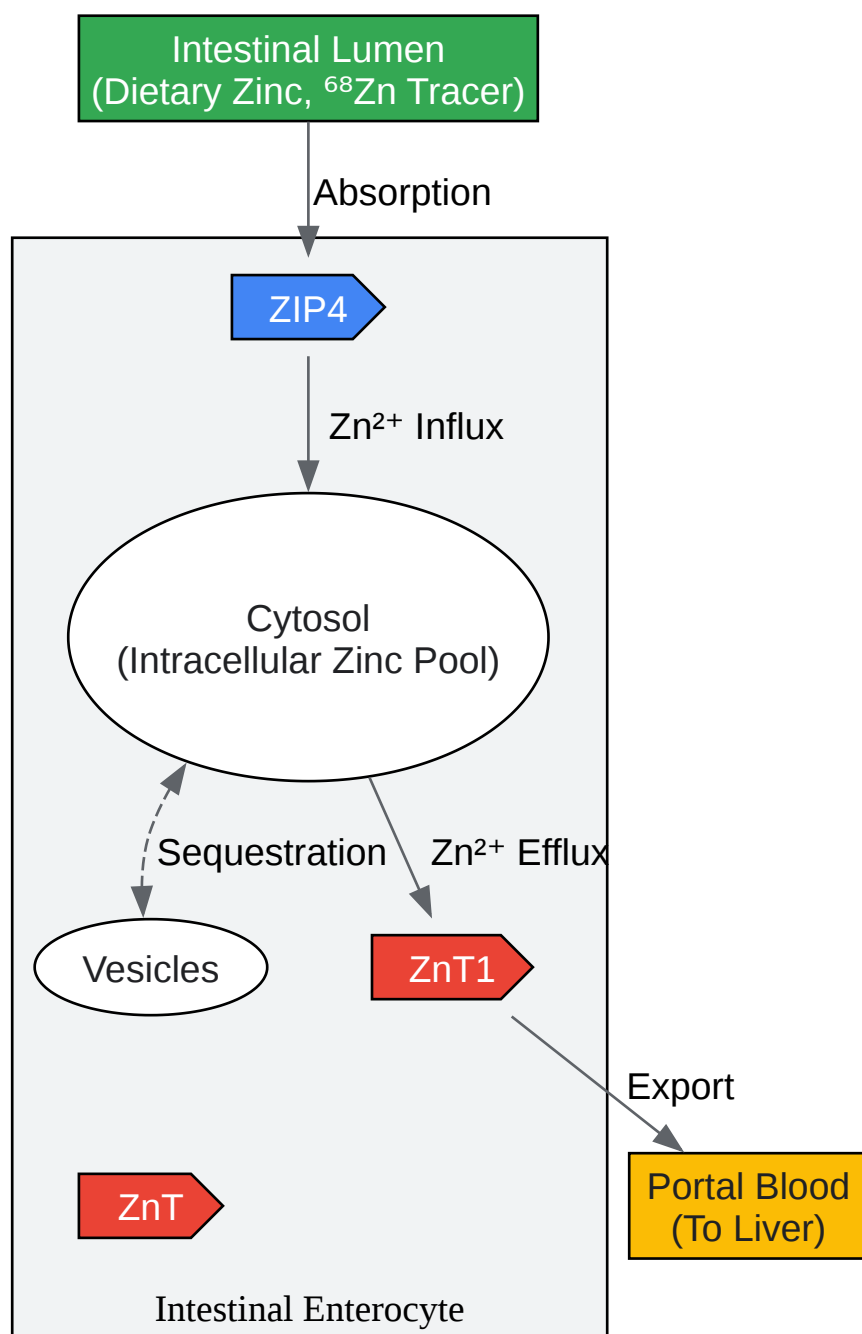 Intestinal Lumen
(Dietary Zinc, ⁶⁸Zn Tracer)
Absorption
ZIP4
Zn²⁺ Influx
Cytosol
(Intracellular Zinc Pool)
Sequestration
Zn²⁺ Efflux
Vesicles
ZnT1
Export
Portal Blood
(To Liver)
ZnT
Intestinal Enterocyte